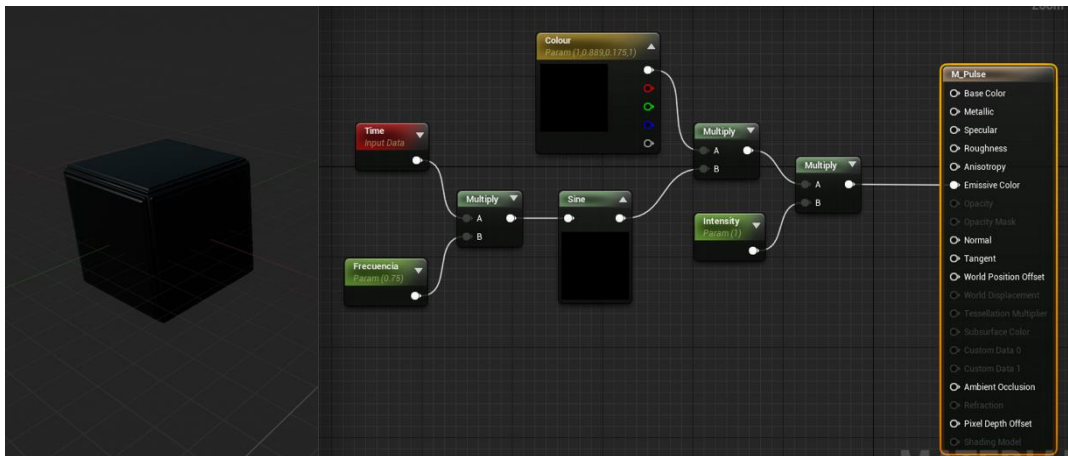 Colour
Param (1,0.889,0.175,1)
Time
Input Data
Multiply
A
B
Frecuencia
Param (0.75)
Sine
Multiply
A
B
Intensity
Param (1)
Multiply
A
B
M_Pulse
Base Color
Metallic
Specular
Roughness
Anisotropy
Emissive Color
Opacity
Opacity Mask
Normal
Tangent
World Position Offset
World Displacement
Tessellation Multiplier
Subsurface Color
Custom Data 0
Custom Data 1
Ambient Occlusion
Refraction
Pixel Depth Offset
Shading Model